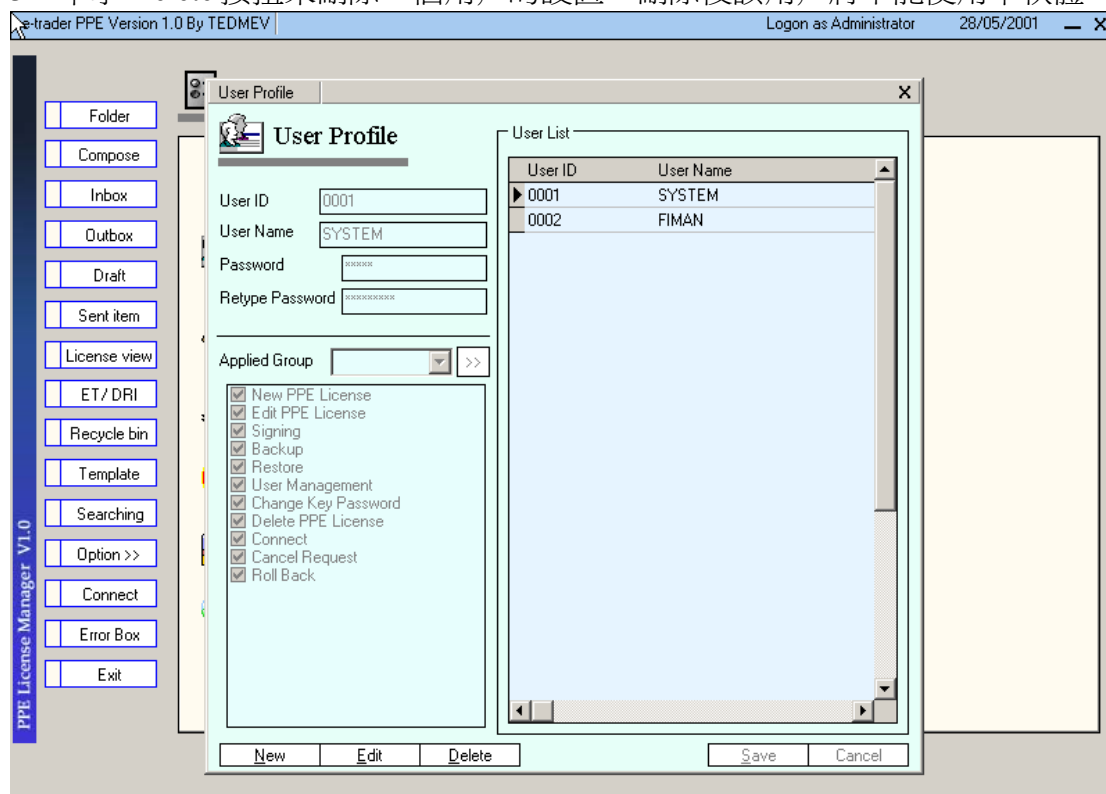 e-trader PPE Version 1.0 By TEDMEV Logon as Administrator 28/05/2001
PPE License Manager V1.0
Folder
Compose
Inbox
Outbox
Draft
Sent item
License view
ET/ DRI
Recycle bin
Template
Searching
Option >>
Connect
Error Box
Exit
User Profile
User Profile
User ID 0001
User Name SYSTEM
Password *****
Retype Password *********
Applied Group >>
New PPE License
Edit PPE License
Signing
Backup
Restore
User Management
Change Key Password
Delete PPE License
Connect
Cancel Request
Roll Back
User List
User ID User Name
0001 SYSTEM
0002 FIMAN
New Edit Delete Save Cancel